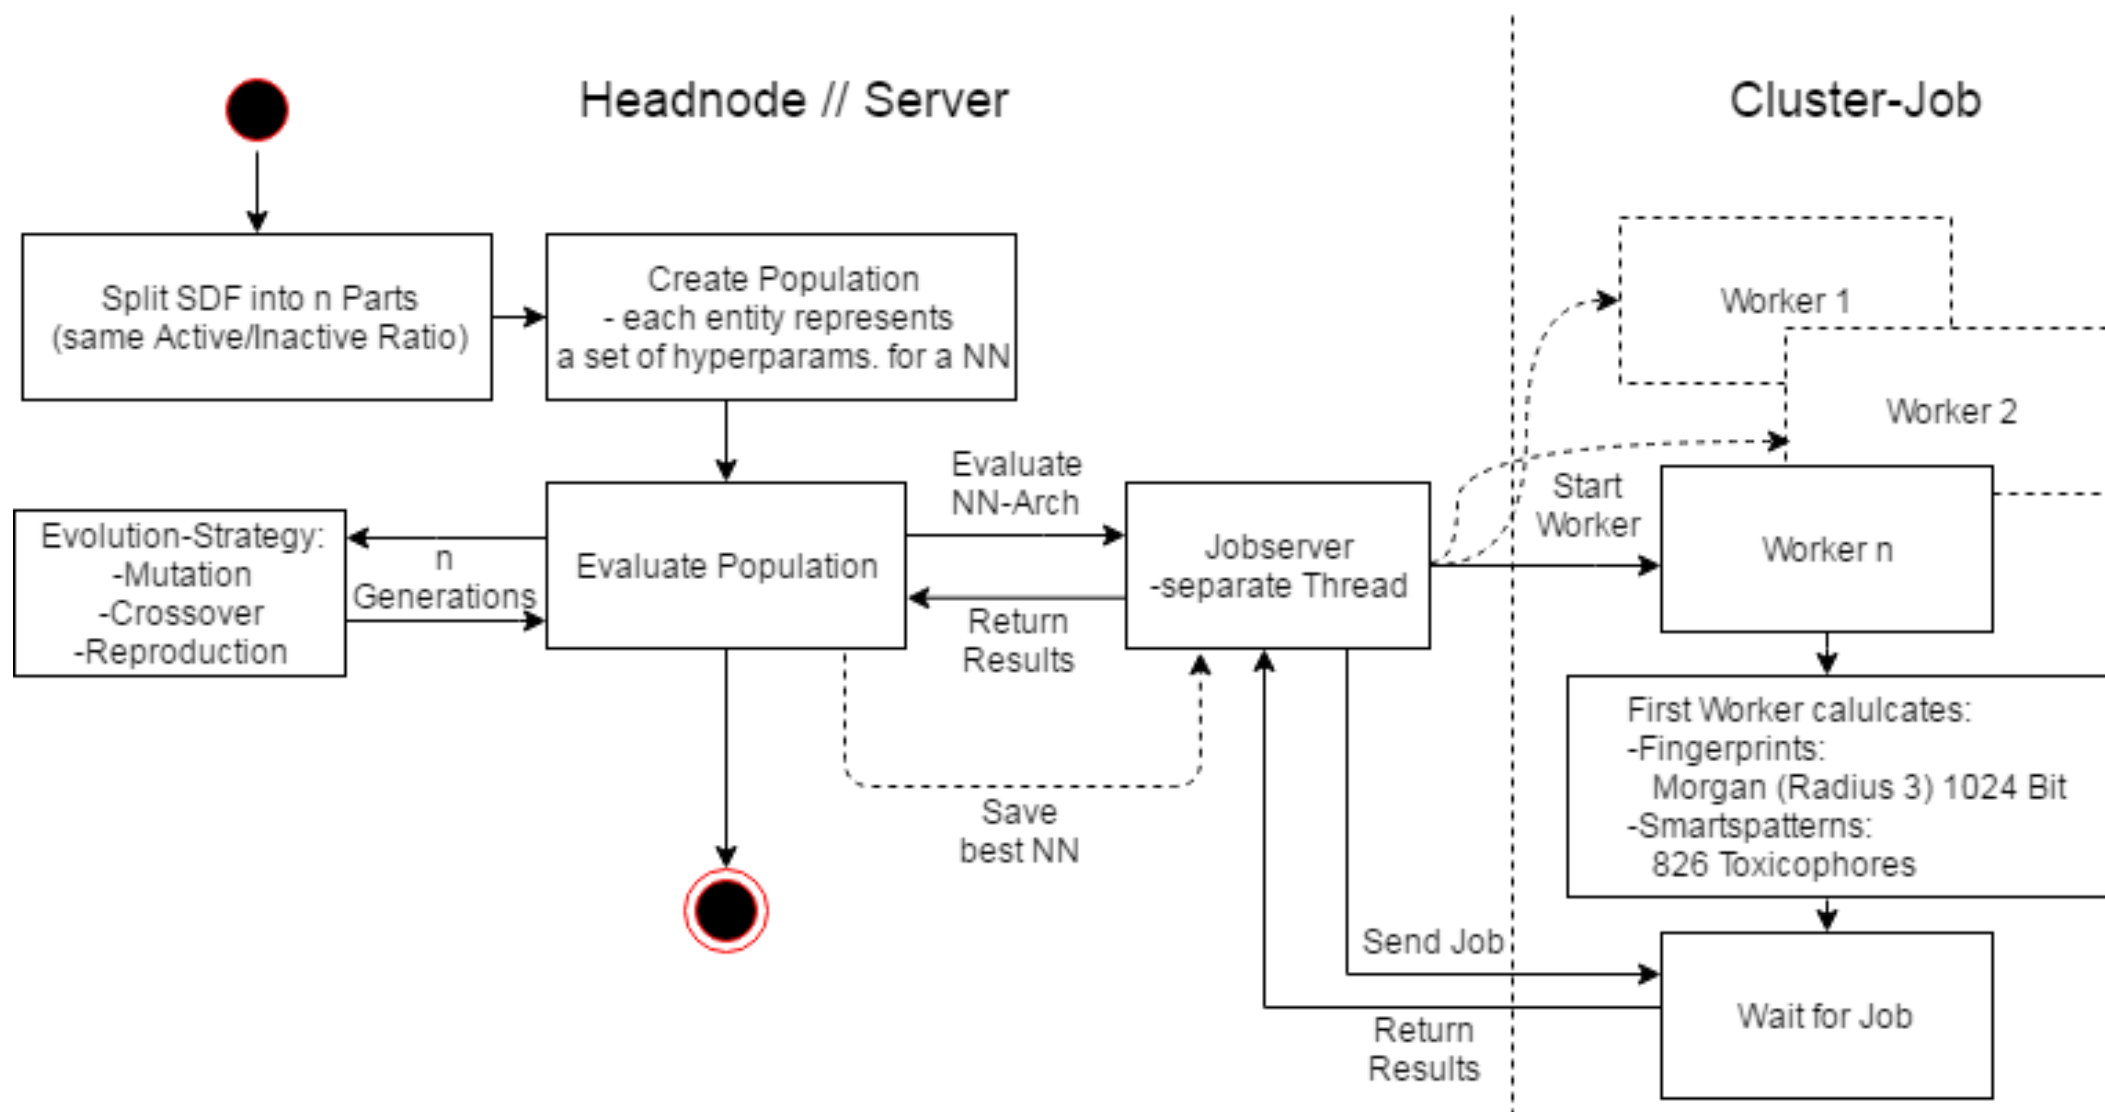 Headnode // Server
Cluster-Job
Split SDF into n Parts
(same Active/Inactive Ratio)
Create Population
- each entity represents
a set of hyperparams. for a NN
Worker 1
Worker 2
Evaluate
NN-Arch
Start
Worker
Evolution-Strategy:
-Mutation
-Crossover
-Reproduction
n
Generations
Evaluate Population
Jobserver
-separate Thread
Worker n
Return
Results
First Worker calulcates:
-Fingerprints:
Morgan (Radius 3) 1024 Bit
-Smartspatterns:
826 Toxicophores
Save
best NN
Send Job
Wait for Job
Return
Results